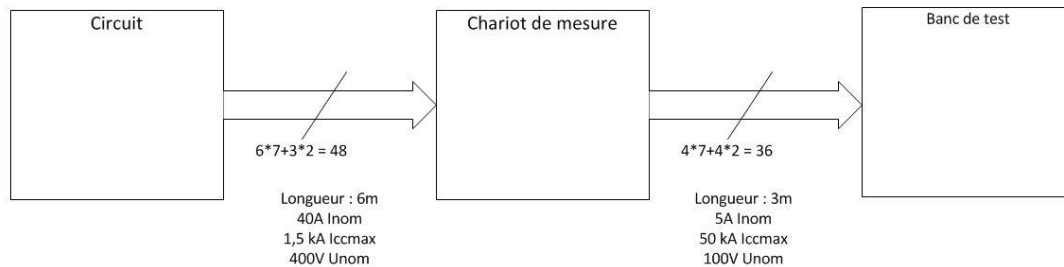 Circuit
Chariot de mesure
Banc de test
6*7+3*2 = 48
4*7+4*2 = 36
Longueur : 6m
40A Inom
1,5 kA Iccmax
400V Unom
Longueur : 3m
5A Inom
50 kA Iccmax
100V Unom